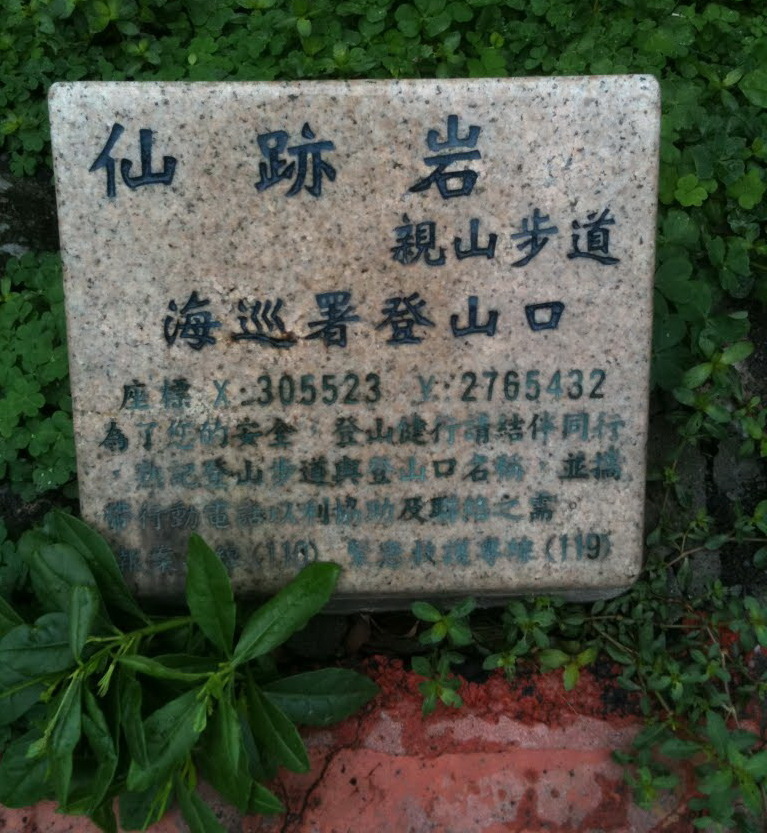 仙跡岩
親山步道
海巡署登山口
座標 X:305523 Y:2765432
為了您的安全,登山健行請結伴同行
,熟記登山步道與登山口名稱,並攜
帶行動電話以利協助及聯絡之需。
報案(110) 緊急救護專線(119)